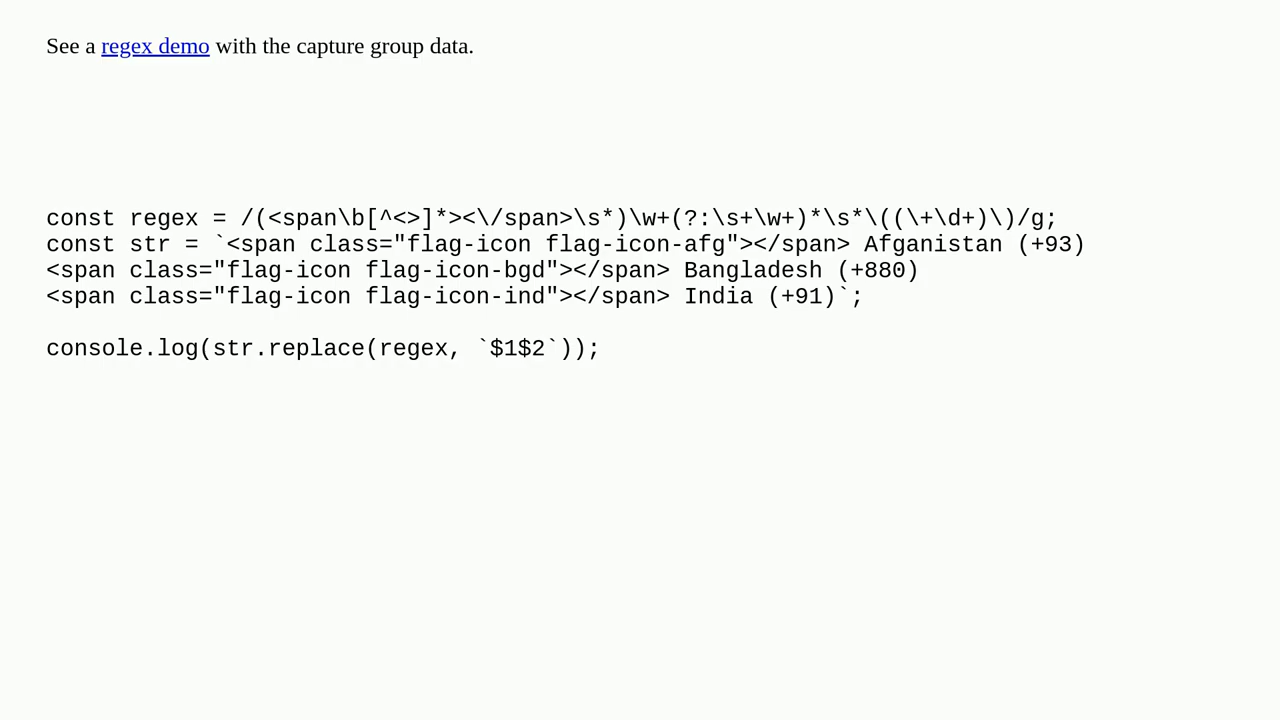 See a regex demo with the capture group data.
const regex = /(<span\b[^<>]*><\/span>\s*)\w+(?:\s+\w+)*\s*\((\+\d+)\)/g;
const str = `<span class="flag-icon flag-icon-afg"></span> Afganistan (+93)
<span class="flag-icon flag-icon-bgd"></span> Bangladesh (+880)
<span class="flag-icon flag-icon-ind"></span> India (+91)`;
console.log(str.replace(regex, `$1$2`));